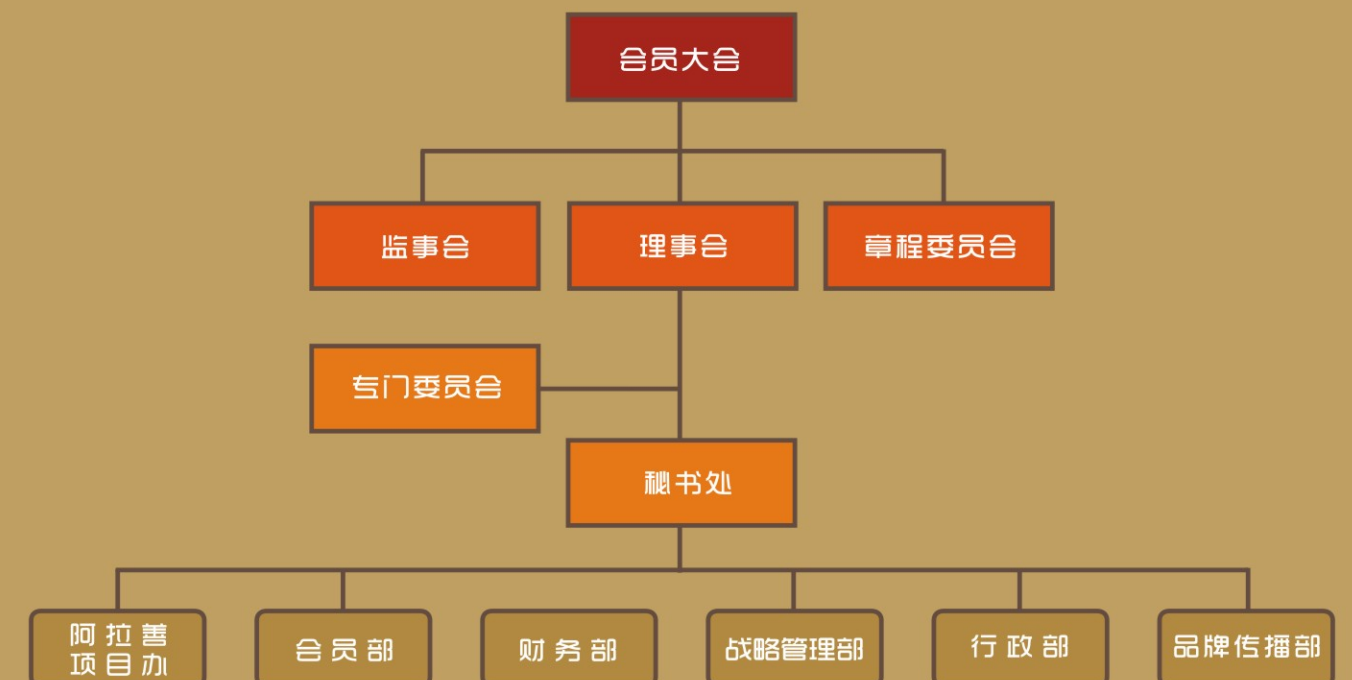 会员大会
监事会
理事会
章程委员会
专门委员会
秘书处
阿拉善
项目办
会员部
财务部
战略管理部
行政部
品牌传播部